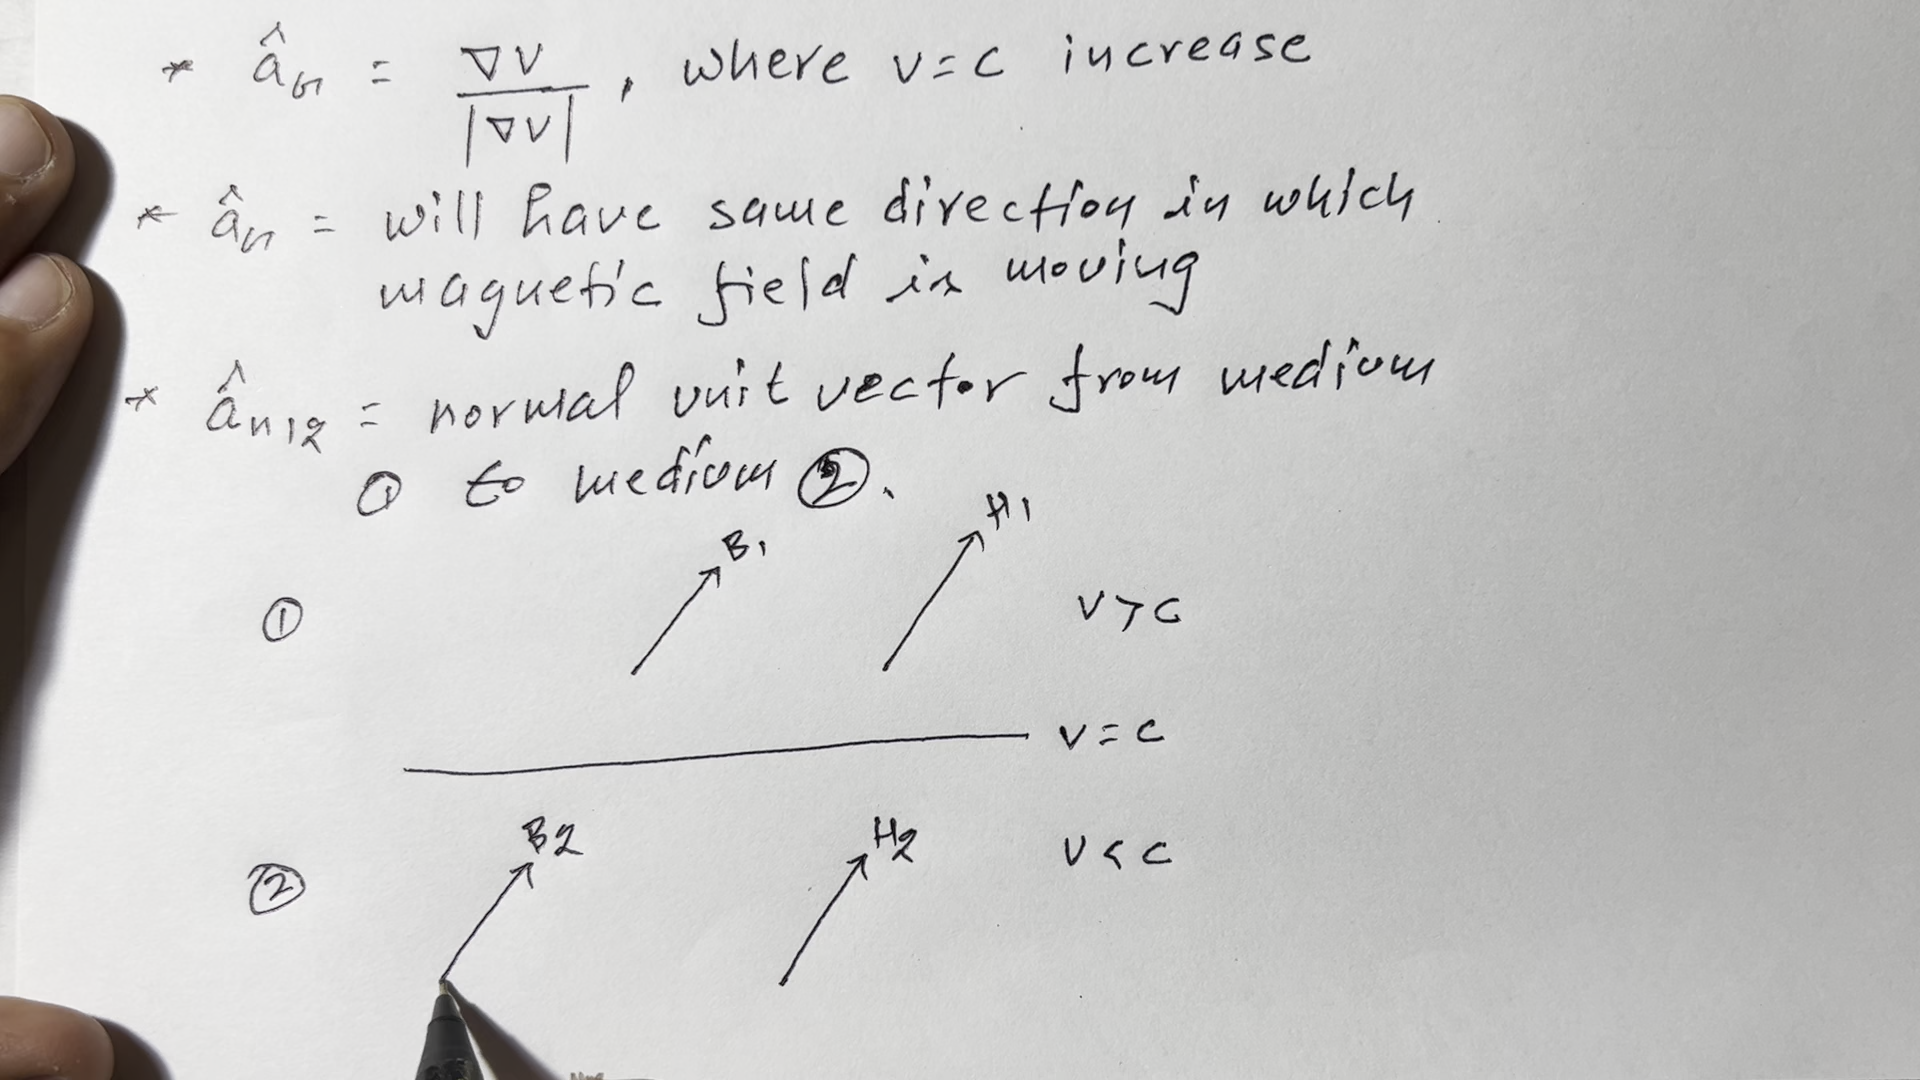 * âₙ = ∇V / |∇V| , where v=c increase
* âₙ = will have same direction in which
magnetic field is moving
* âₙ₁₂ = normal unit vector from medium
① to medium ②.
B₁ H₁
① v>c
v=c
B2 H2
② v<c